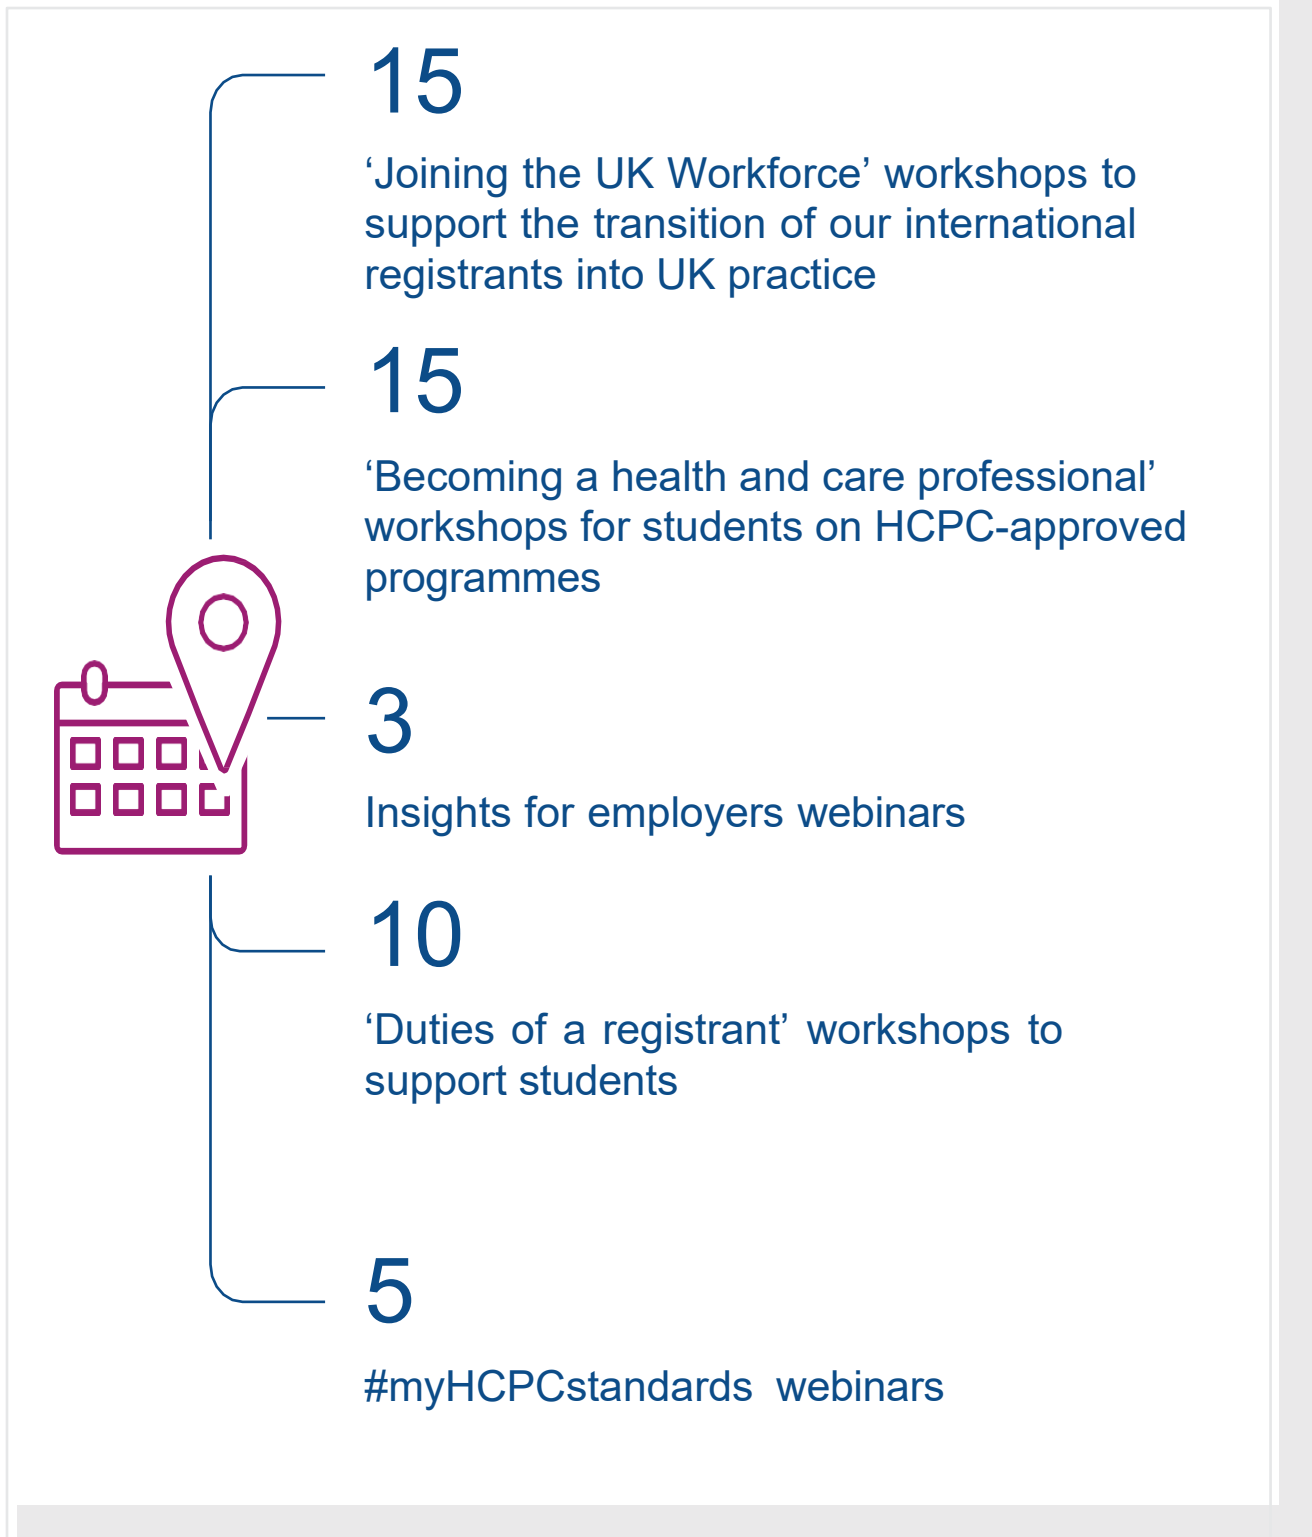 15
‘Joining the UK Workforce’ workshops to
support the transition of our international
registrants into UK practice
15
‘Becoming a health and care professional’
workshops for students on HCPC-approved
programmes
3
Insights for employers webinars
10
‘Duties of a registrant’ workshops to
support students
5
#myHCPCstandards webinars